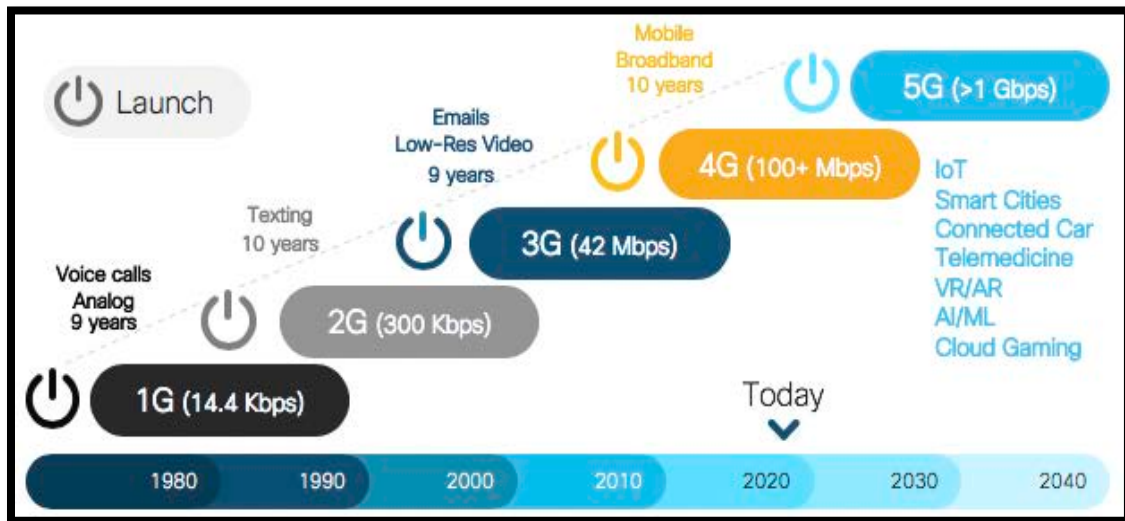 Launch
Mobile
Broadband
10 years
5G (>1 Gbps)
Emails
Low-Res Video
9 years
4G (100+ Mbps)
IoT
Smart Cities
Connected Car
Telemedicine
VR/AR
AI/ML
Cloud Gaming
Texting
10 years
3G (42 Mbps)
Voice calls
Analog
9 years
2G (300 Kbps)
1G (14.4 Kbps)
Today
1980 1990 2000 2010 2020 2030 2040